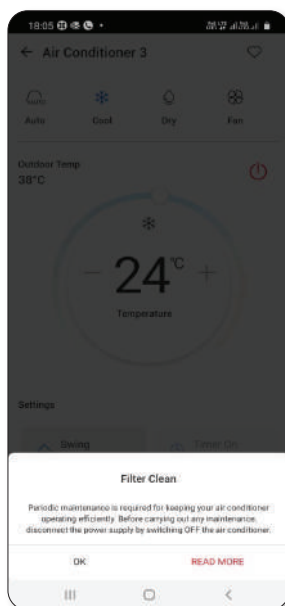 18:05
Air Conditioner 3
Auto Cool Dry Fan
Outdoor Temp
38°C
24°C
Temperature
Settings
Swing Timer On
Filter Clean
Periodic maintenance is required for keeping your air conditioner
operating efficiently. Before carrying out any maintenance,
disconnect the power supply by switching OFF the air conditioner.
OK READ MORE